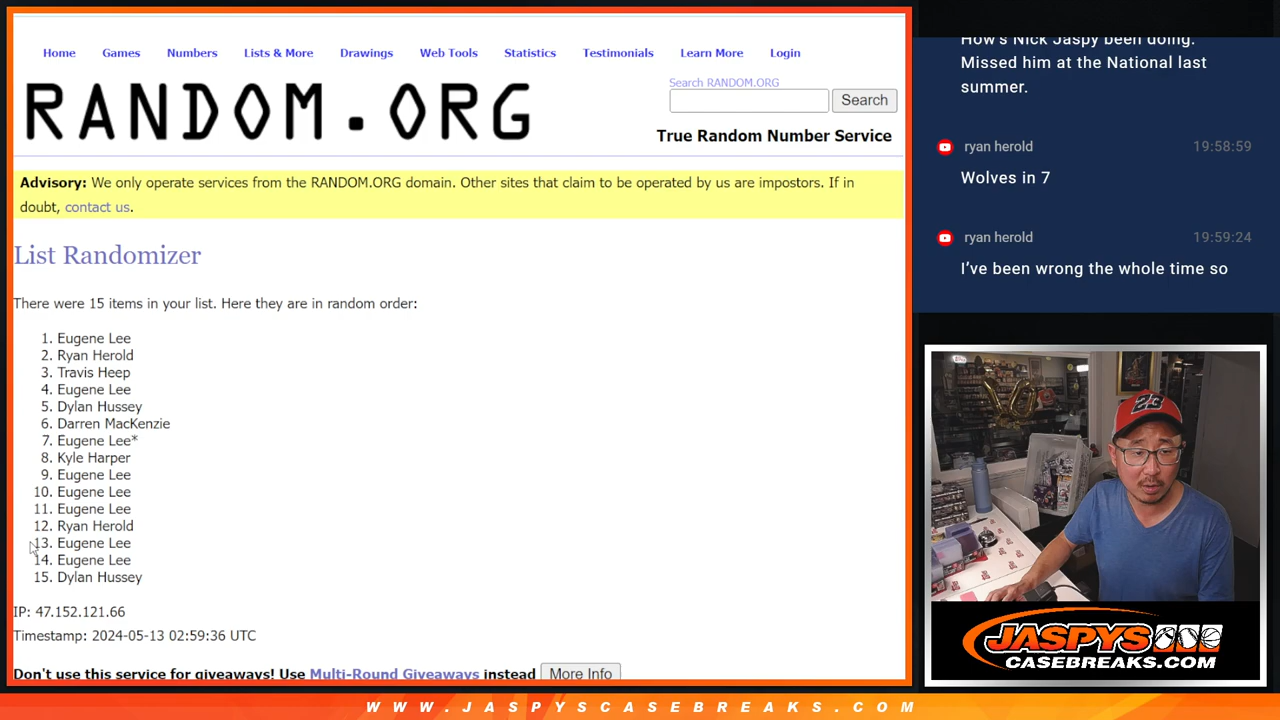 Home Games Numbers Lists & More Drawings Web Tools Statistics Testimonials Learn More Login
RANDOM.ORG
Search RANDOM.ORG
Search
True Random Number Service
Advisory: We only operate services from the RANDOM.ORG domain. Other sites that claim to be operated by us are impostors. If in
doubt, contact us.
List Randomizer
There were 15 items in your list. Here they are in random order:
1. Eugene Lee
2. Ryan Herold
3. Travis Heep
4. Eugene Lee
5. Dylan Hussey
6. Darren MacKenzie
7. Eugene Lee*
8. Kyle Harper
9. Eugene Lee
10. Eugene Lee
11. Eugene Lee
12. Ryan Herold
13. Eugene Lee
14. Eugene Lee
15. Dylan Hussey
IP: 47.152.121.66
Timestamp: 2024-05-13 02:59:36 UTC
Don't use this service for giveaways! Use Multi-Round Giveaways instead More Info
How's Nick Jaspy been doing.
Missed him at the National last
summer.
ryan herold 19:58:59
Wolves in 7
ryan herold 19:59:24
I've been wrong the whole time so
23
JASPYS
CASEBREAKS.COM
WWW.JASPYSCASEBREAKS.COM